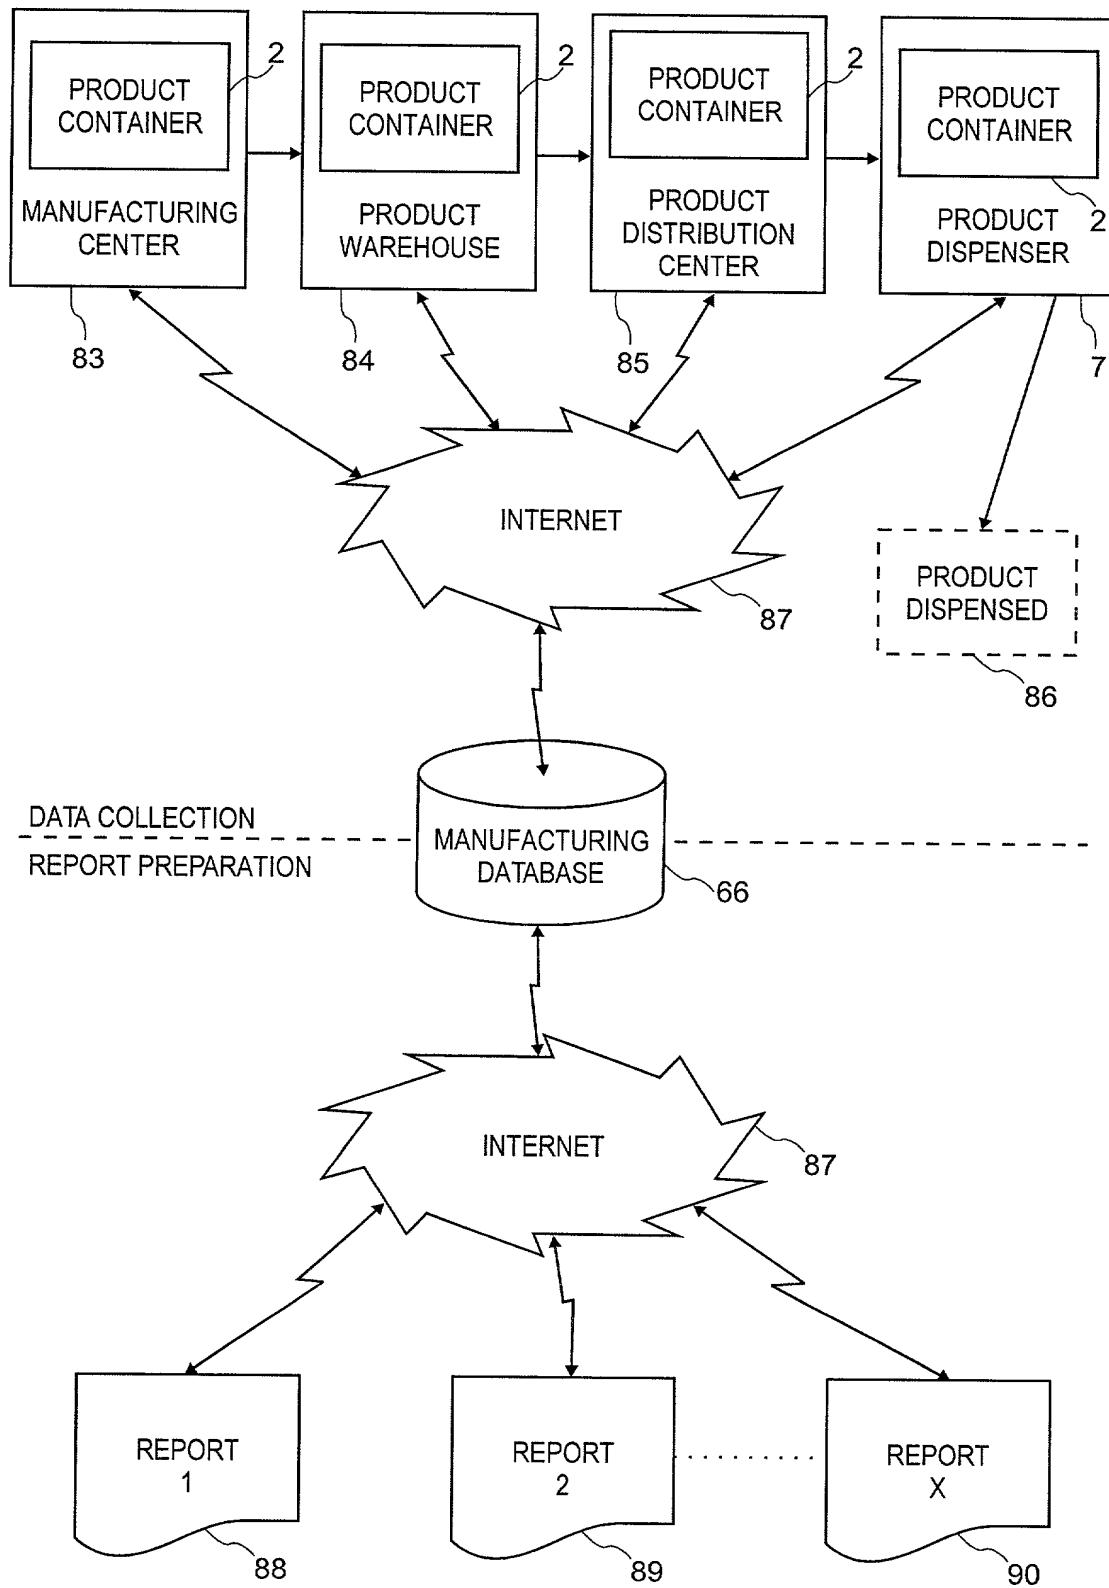 PRODUCT
CONTAINER
2
MANUFACTURING
CENTER
83
PRODUCT
CONTAINER
2
PRODUCT
WAREHOUSE
84
PRODUCT
CONTAINER
2
PRODUCT
DISTRIBUTION
CENTER
85
PRODUCT
CONTAINER
2
PRODUCT
DISPENSER
7
INTERNET
87
PRODUCT
DISPENSED
86
DATA COLLECTION
REPORT PREPARATION
MANUFACTURING
DATABASE
66
INTERNET
87
REPORT
1
88
REPORT
2
89
REPORT
X
90